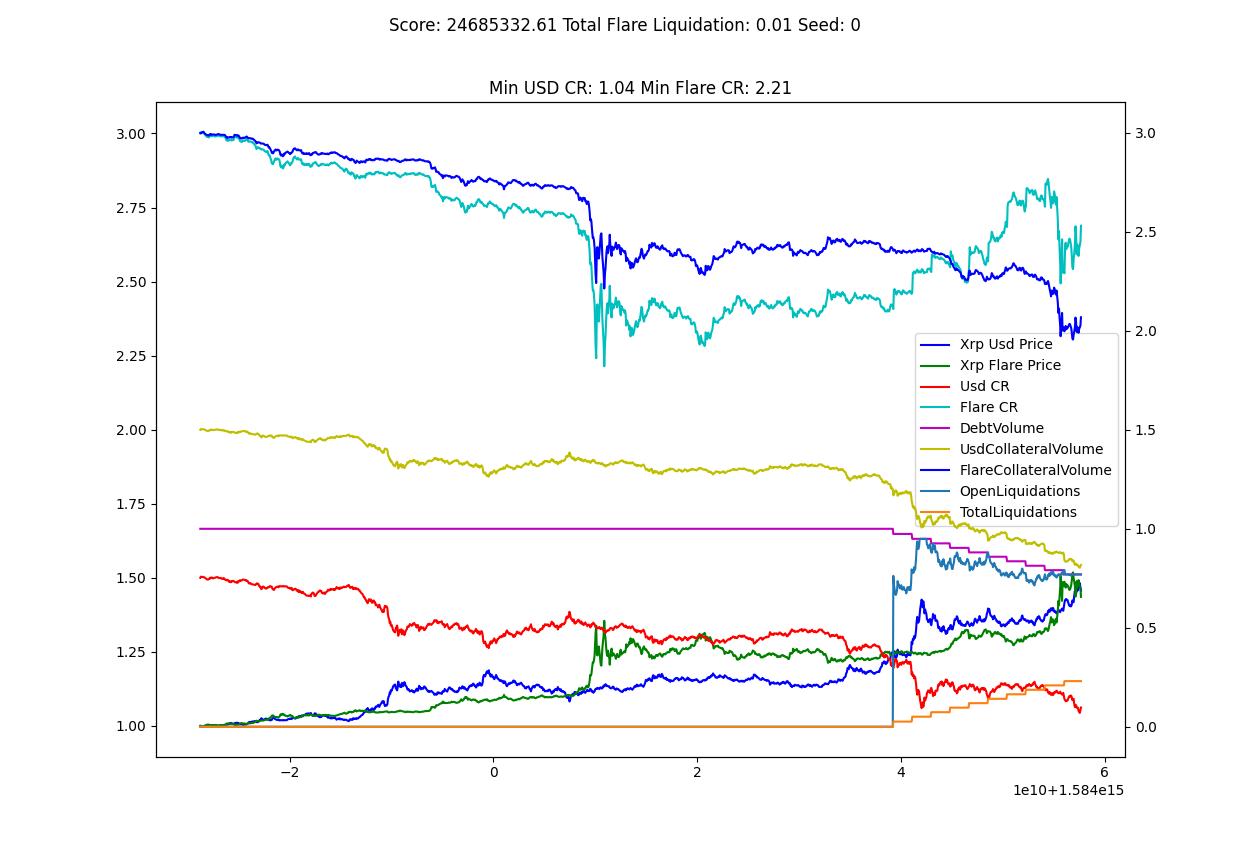 Score: 24685332.61 Total Flare Liquidation: 0.01 Seed: 0
Min USD CR: 1.04 Min Flare CR: 2.21
3.00
2.75
2.50
2.25
2.00
1.75
1.50
1.25
1.00
3.0
2.5
2.0
1.5
1.0
0.5
0.0
Xrp Usd Price
Xrp Flare Price
Usd CR
Flare CR
DebtVolume
UsdCollateralVolume
FlareCollateralVolume
OpenLiquidations
TotalLiquidations
−2 0 2 4 6
1e10+1.584e15